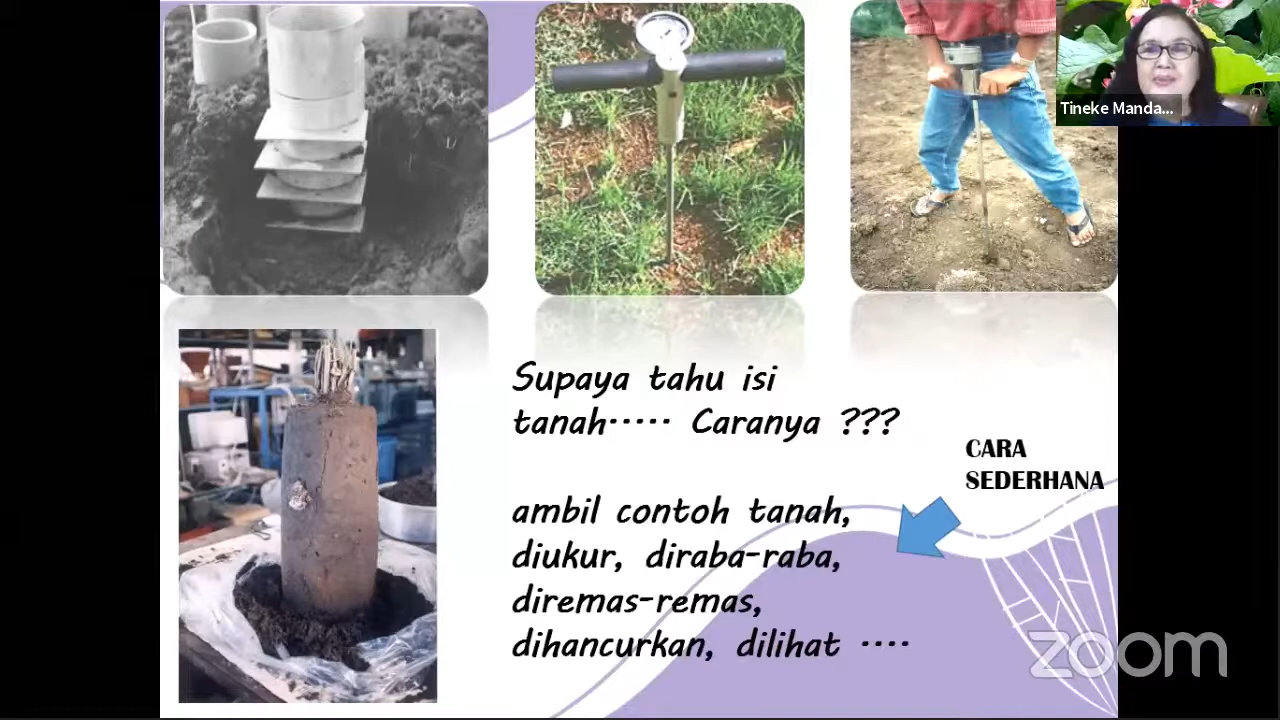 Tineke Manda...
Supaya tahu isi
tanah..... Caranya ???
CARA
SEDERHANA
ambil contoh tanah,
diukur, diraba-raba,
diremas-remas,
dihancurkan, dilihat ....
zoom